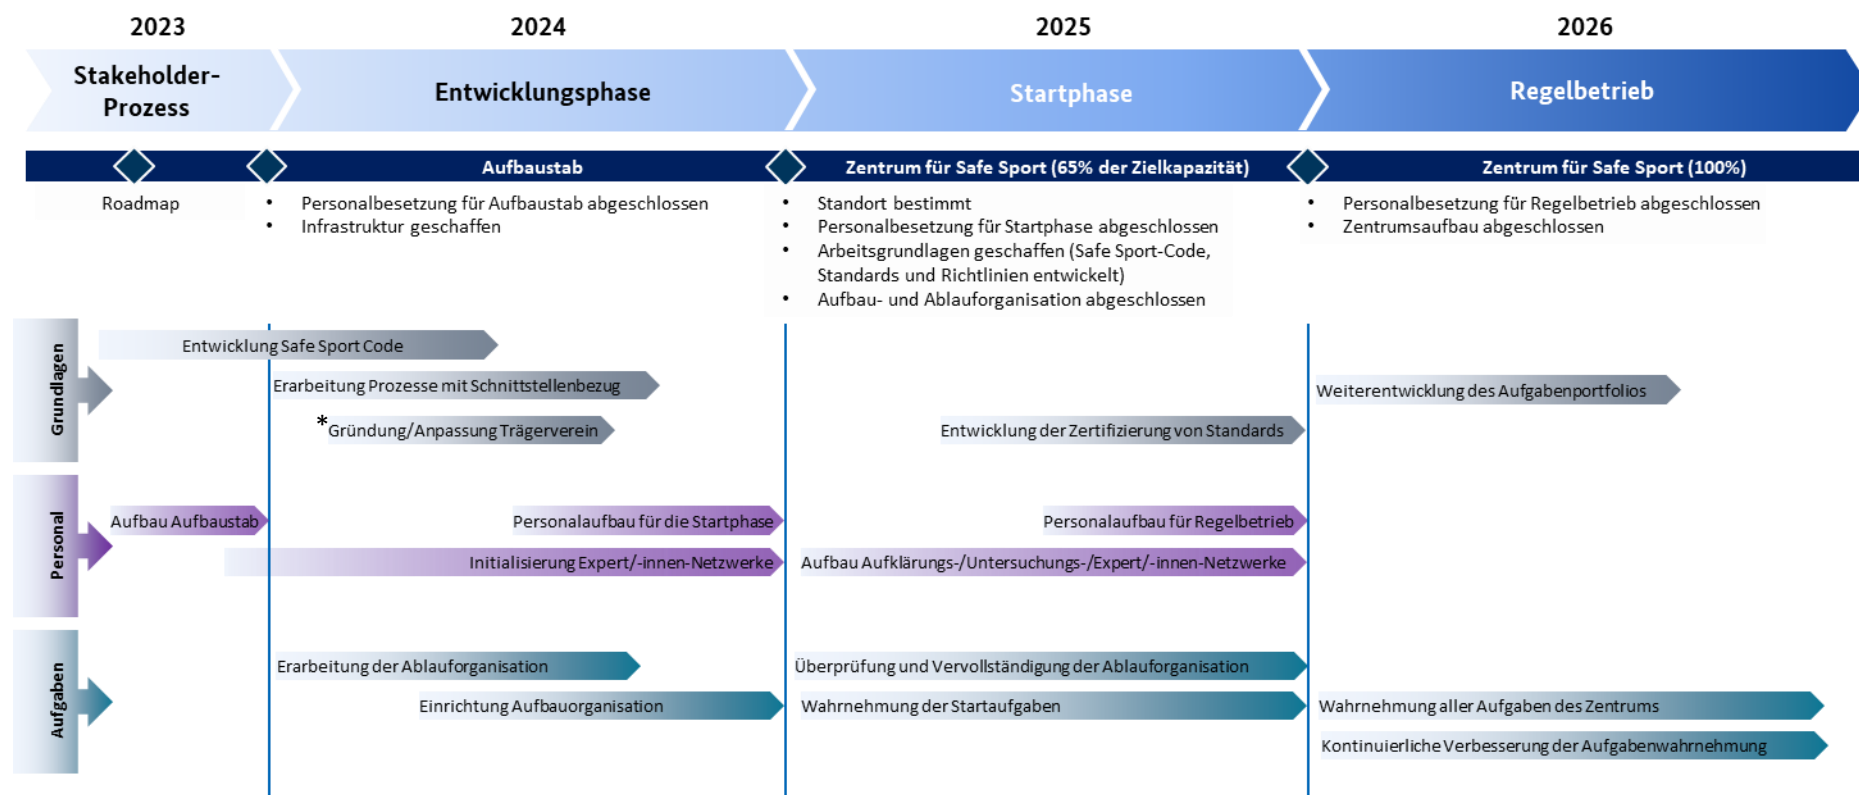 2023
2024
2025
2026
Stakeholder-
Prozess
Entwicklungsphase
Startphase
Regelbetrieb
Aufbaustab
Zentrum für Safe Sport (65% der Zielkapazität)
Zentrum für Safe Sport (100%)
Roadmap
• Personalbesetzung für Aufbaustab abgeschlossen
• Infrastruktur geschaffen
• Standort bestimmt
• Personalbesetzung für Startphase abgeschlossen
• Arbeitsgrundlagen geschaffen (Safe Sport-Code,
Standards und Richtlinien entwickelt)
• Aufbau- und Ablauforganisation abgeschlossen
• Personalbesetzung für Regelbetrieb abgeschlossen
• Zentrumsaufbau abgeschlossen
Grundlagen
Entwicklung Safe Sport Code
Erarbeitung Prozesse mit Schnittstellenbezug
Weiterentwicklung des Aufgabenportfolios
*Gründung/Anpassung Trägerverein
Entwicklung der Zertifizierung von Standards
Personal
Aufbau Aufbaustab
Personalaufbau für die Startphase
Personalaufbau für Regelbetrieb
Initialisierung Expert/-innen-Netzwerke
Aufbau Aufklärungs-/Untersuchungs-/Expert/-innen-Netzwerke
Aufgaben
Erarbeitung der Ablauforganisation
Überprüfung und Vervollständigung der Ablauforganisation
Einrichtung Aufbauorganisation
Wahrnehmung der Startaufgaben
Wahrnehmung aller Aufgaben des Zentrums
Kontinuierliche Verbesserung der Aufgabenwahrnehmung